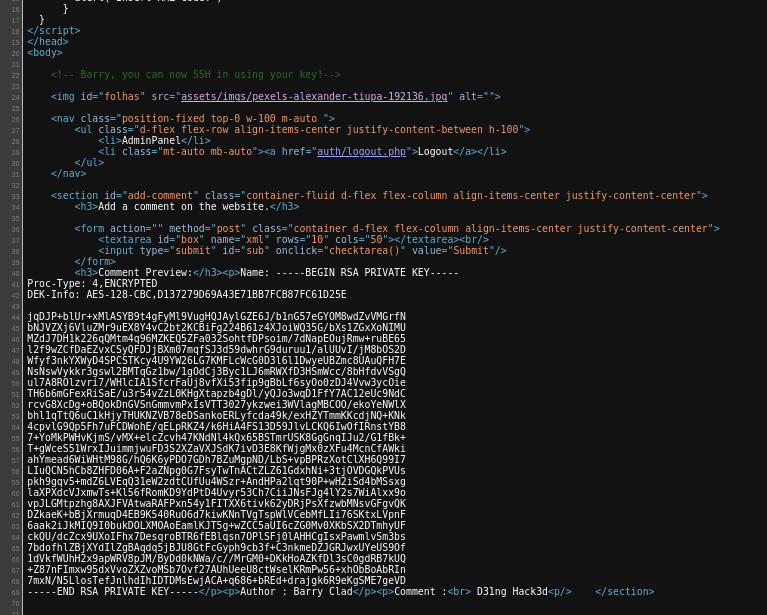 16 }
17 }
18 </script>
19 </head>
20 <body>
21
22 <!-- Barry, you can now SSH in using your key!-->
23
24 <img id="folhas" src="assets/imgs/pexels-alexander-tiupa-192136.jpg" alt="">
25
26 <nav class="position-fixed top-0 w-100 m-auto ">
27 <ul class="d-flex flex-row align-items-center justify-content-between h-100">
28 <li>AdminPanel</li>
29 <li class="mt-auto mb-auto"><a href="auth/logout.php">Logout</a></li>
30 </ul>
31 </nav>
32
33 <section id="add-comment" class="container-fluid d-flex flex-column align-items-center justify-content-center">
34 <h3>Add a comment on the website.</h3>
35
36 <form action="" method="post" class="container d-flex flex-column align-items-center justify-content-center">
37 <textarea id="box" name="xml" rows="10" cols="50"></textarea><br/>
38 <input type="submit" id="sub" onclick="checktarea()" value="Submit"/>
39 </form>
40 <h3>Comment Preview:</h3><p>Name: -----BEGIN RSA PRIVATE KEY-----
41 Proc-Type: 4,ENCRYPTED
42 DEK-Info: AES-128-CBC,D137279D69A43E71BB7FCB87FC61D25E
43
44 jqDJP+blUr+xMlASYB9t4gFyMl9VugHQJAylGZE6J/b1nG57eGYOM8wdZvVMGrfN
45 bNJVZXj6VluZMr9uEX8Y4vC2bt2KCBiFg224B61z4XJoiWQ35G/bXs1ZGxXoNIMU
46 MZdJ7DH1k226qQMtm4q96MZKEQ5ZFa032SohtfDPsoim/7dNapEOujRmw+ruBE65
47 l2f9wZCfDaEZvxCSyQFDJjBXm07mqfSJ3d59dwhrG9duruu1/alUUvI/jM8bOS2D
48 Wfyf3nkYXWyD4SPCSTKcy4U9YW26LG7KMFLcWcG0D3l6l1DwyeUBZmc8UAuQFH7E
49 NsNswVykkr3gswl2BMTqGz1bw/1gOdCj3Byc1LJ6mRWXfD3HSmWcc/8bHfdvVSgQ
50 ul7A8ROlzvri7/WHlcIA1SfcrFaUj8vfXi53fip9gBbLf6syOo0zDJ4Vvw3ycOie
51 TH6b6mGFexRiSaE/u3r54vZzL0KHgXtapzb4gDl/yQJo3wqD1FfY7AC12eUc9NdC
52 rcvG8XcDg+oBQokDnGVSnGmmvmPxIsVTT3027ykzwei3WVlagMBCOO/ekoYeNWlX
53 bhl1qTtQ6uC1kHjyTHUKNZVB78eDSankoERLyfcda49k/exHZYTmmKKcdjNQ+KNk
54 4cpvlG9Qp5Fh7uFCDWohE/qELpRKZ4/k6HiA4FS13D59JlvLCKQ6IwOfIRnstYB8
55 7+YoMkPWHvKjmS/vMX+elcZcvh47KNdNl4kQx65BSTmrUSK8GgGnqIJu2/G1fBk+
56 T+gWceS51WrxIJuimmjwuFD3S2XZaVXJSdK7ivD3E8KfWjgMx0zXFu4McnCfAWki
57 ahYmead6WiWHtM98G/hQ6K6yPDO7GDh7BZuMgpND/LbS+vpBPRzXotClXH6Q99I7
58 LIuQCN5hCb8ZHFD06A+F2aZNpg0G7FsyTwTnACtZLZ61GdxhNi+3tjOVDGQkPVUs
59 pkh9gqv5+mdZ6LVEqQ31eW2zdtCUfUu4WSzr+AndHPa2lqt90P+wH2iSd4bMSsxg
60 laXPXdcVJxmwTs+Kl56fRomKD9YdPtD4Uvyr53Ch7CiiJNsFJg4lY2s7WiAlxx9o
61 vpJLGMtpzhg8AXJFVAtwaRAFPxn54y1FITXX6tivk62yDRjPsXfzwbMNsvGFgvQK
62 DZkaeK+bBjXrmuqD4EB9K540RuO6d7kiwKNnTVgTspWlVCebMfLIi76SKtxLVpnF
63 6aak2iJkMIQ9I0bukDOLXMOAoEamlKJT5g+wZCC5aUI6cZG0Mv0XKbSX2DTmhyUF
64 ckQU/dcZcx9UXoIFhx7DesqroBTR6fEBlqsn7OPlSFj0lAHHCgIsxPawmlvSm3bs
65 7bdofhlZBjXYdIlZgBAqdq5jBJU8GtFcGyph9cb3f+C3nkmeDZJGRJwxUYeUS9Of
66 1dVkfWUhH2x9apWRV8pJM/ByDd0kNWa/c//MrGM0+DKkHoAZKfDl3sC0gdRB7kUQ
67 +Z87nFImxw95dxVvoZXZvoMSb7Ovf27AUhUeeU8ctWselKRmPw56+xhObBoAbRIn
68 7mxN/N5LlosTefJnlhdIhIDTDMsEwjACA+q686+bREd+drajgk6R9eKgSME7geVD
69 -----END RSA PRIVATE KEY-----</p><p>Author : Barry Clad</p><p>Comment :<br> D31ng Hack3d<p/> </section>
70